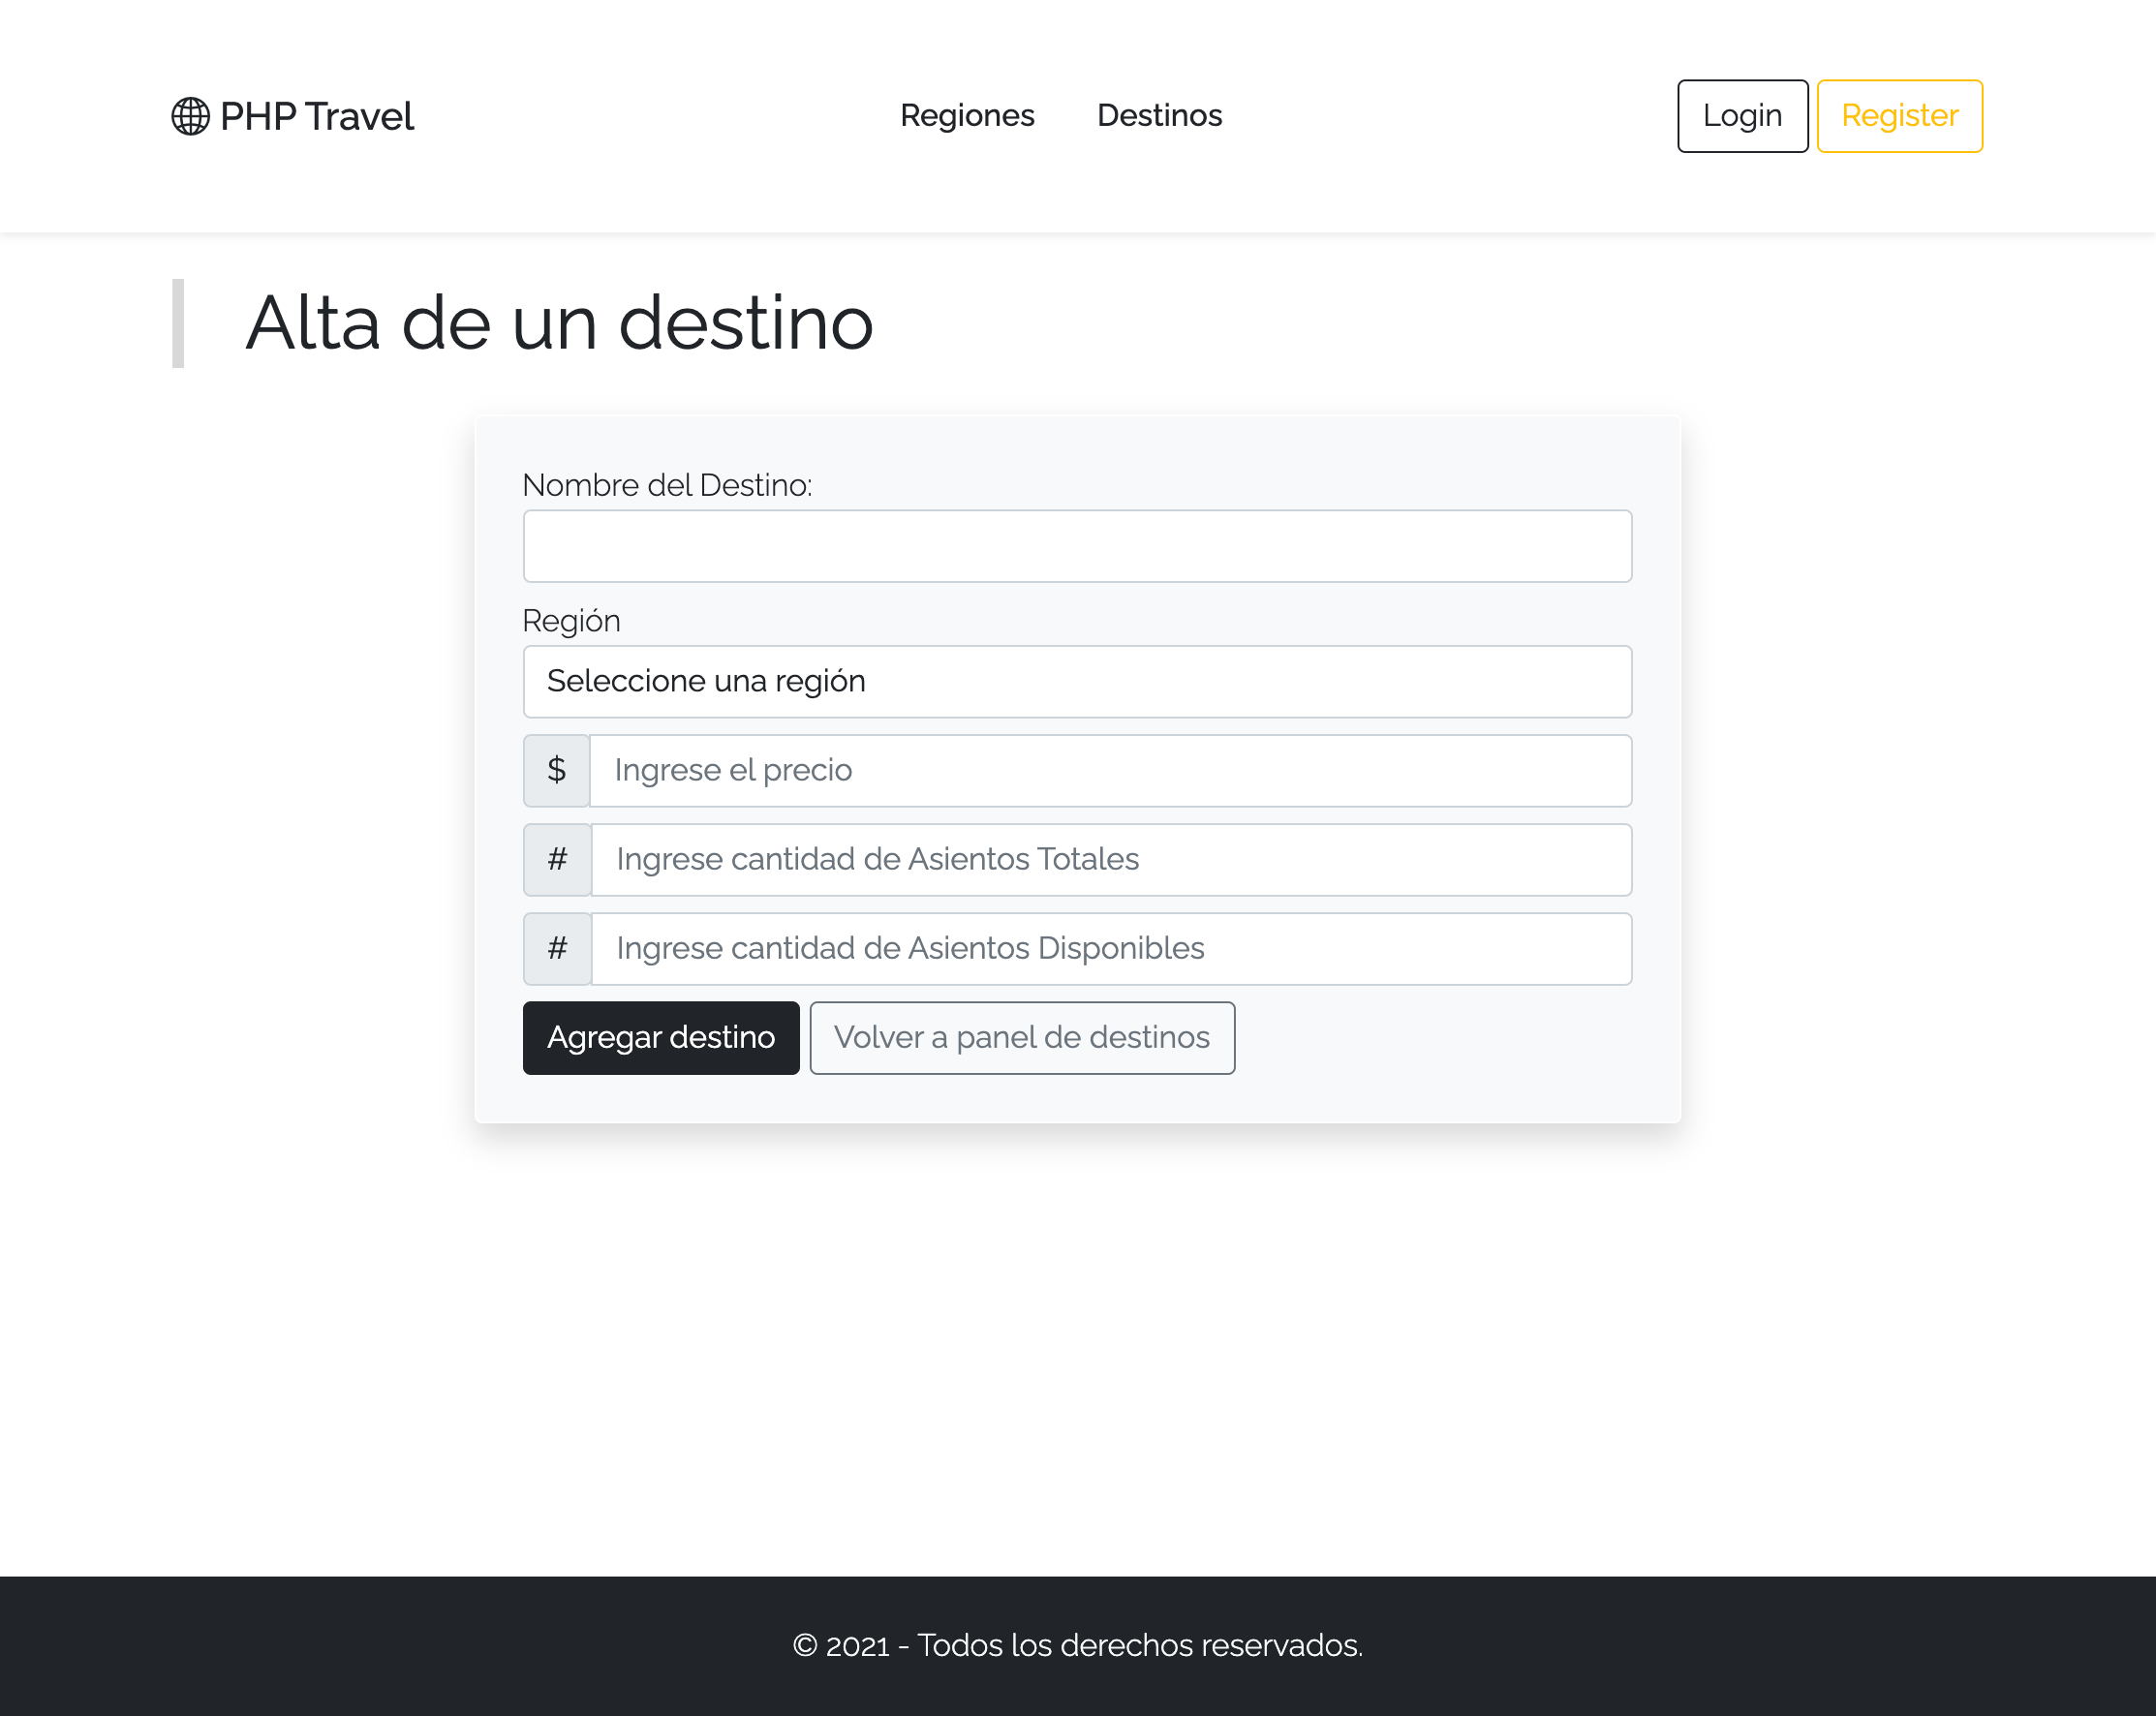 PHP Travel
Regiones
Destinos
Login
Register
Alta de un destino
Nombre del Destino:
Región
Seleccione una región
$ Ingrese el precio
# Ingrese cantidad de Asientos Totales
# Ingrese cantidad de Asientos Disponibles
Agregar destino
Volver a panel de destinos
© 2021 - Todos los derechos reservados.